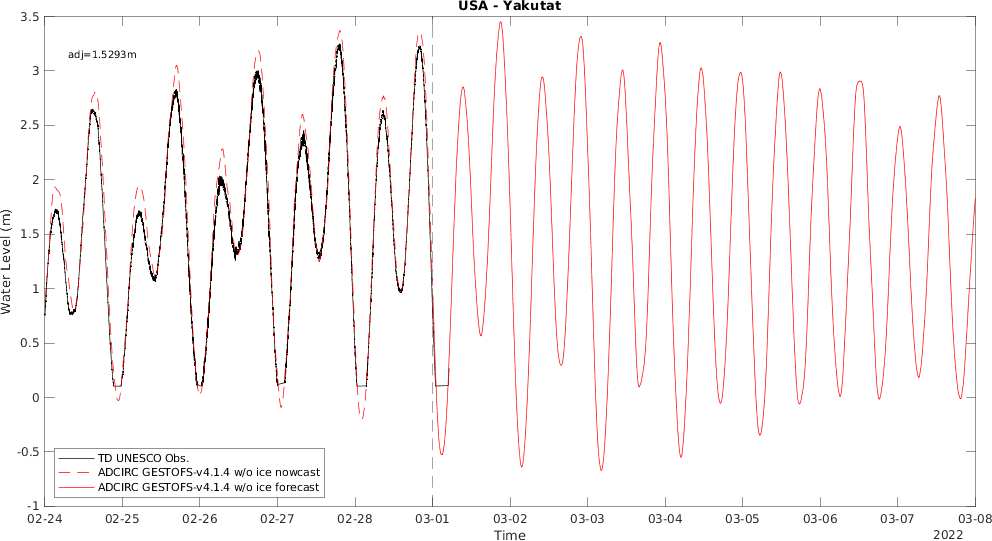 USA - Yakutat
adj=1.5293m
3.5
3
2.5
2
1.5
1
0.5
0
-0.5
-1
Water Level (m)
TD UNESCO Obs.
ADCIRC GESTOFS-v4.1.4 w/o ice nowcast
ADCIRC GESTOFS-v4.1.4 w/o ice forecast
02-24 02-25 02-26 02-27 02-28 03-01 03-02 03-03 03-04 03-05 03-06 03-07 03-08
Time
2022